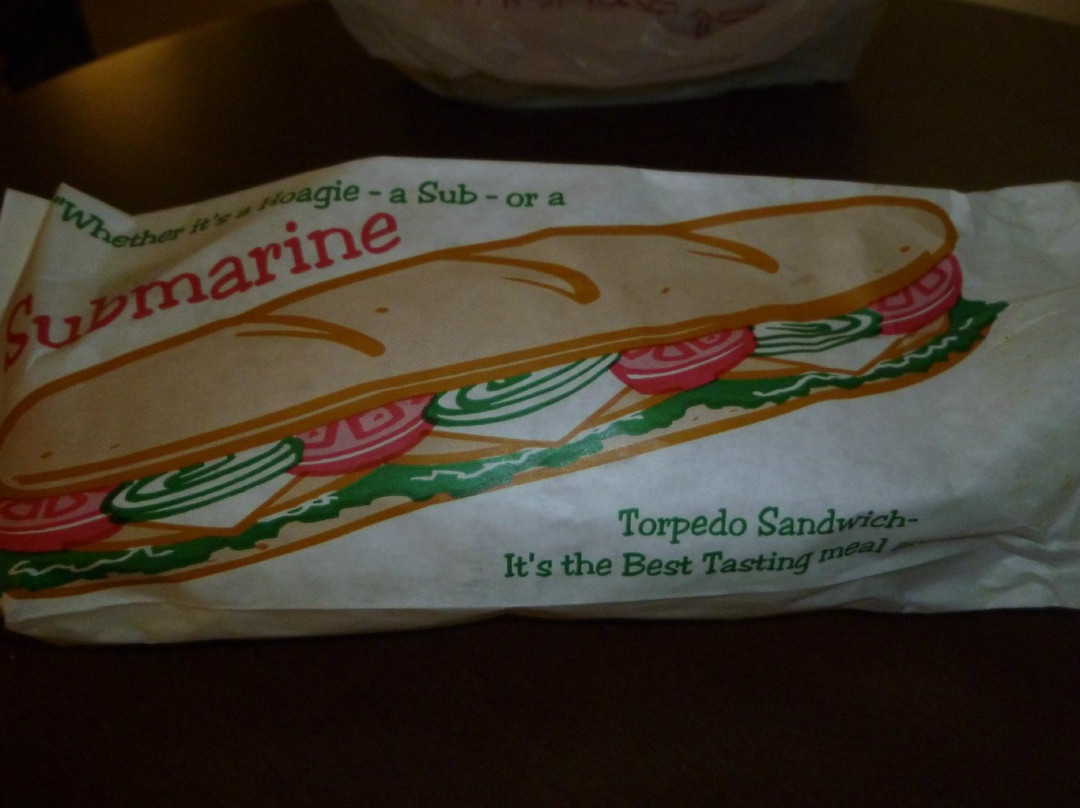 "Whether it's a Hoagie - a Sub - or a
Submarine
Torpedo Sandwich-
It's the Best Tasting meal